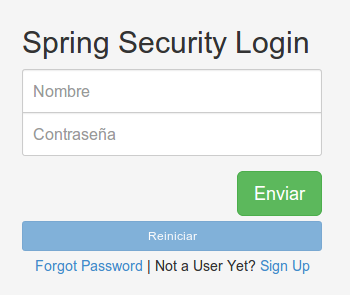 Spring Security Login
Nombre
Contraseña
Enviar
Reiniciar
Forgot Password | Not a User Yet? Sign Up